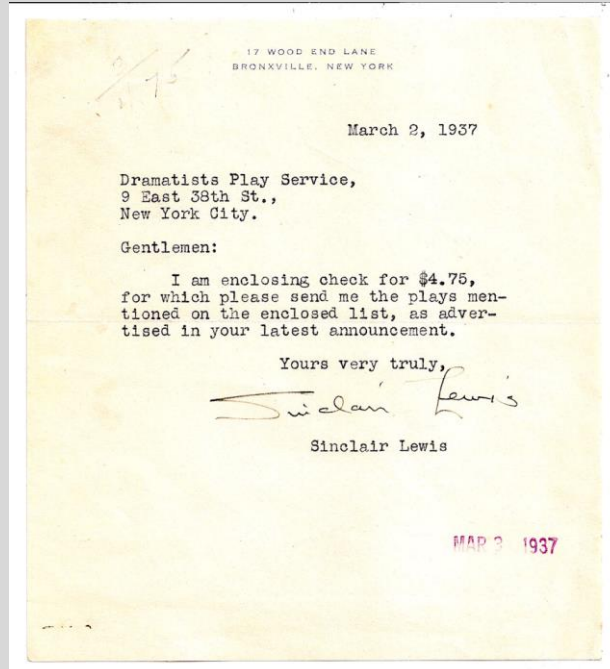 17 WOOD END LANE
BRONXVILLE, NEW YORK
March 2, 1937
Dramatists Play Service,
9 East 38th St.,
New York City.
Gentlemen:
I am enclosing check for $4.75,
for which please send me the plays men-
tioned on the enclosed list, as adver-
tised in your latest announcement.
Yours very truly,
Sinclair Lewis
Sinclair Lewis
MAR 3 1937